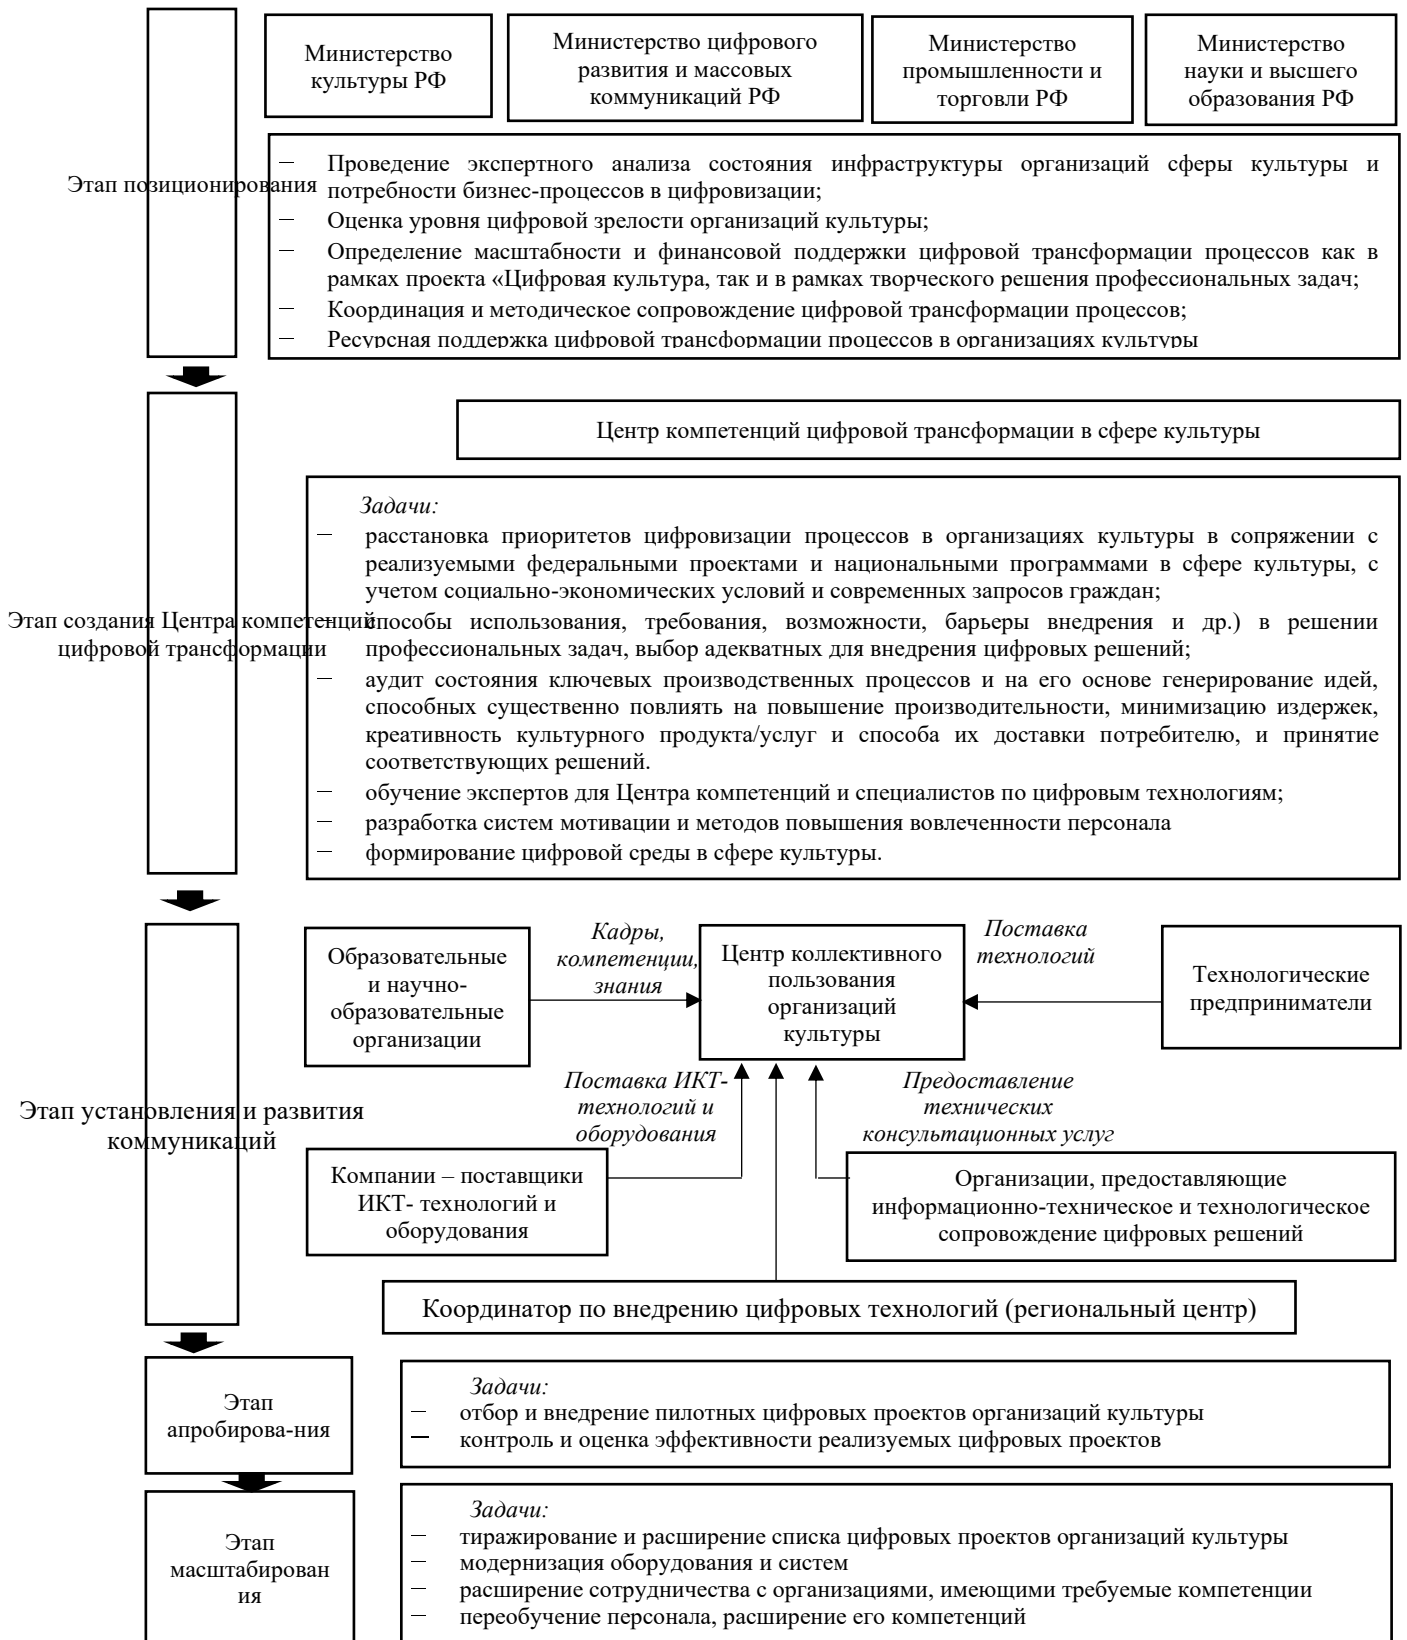 Министерство
культуры РФ
Министерство цифрового
развития и массовых
коммуникаций РФ
Министерство
промышленности и
торговли РФ
Министерство
науки и высшего
образования РФ
Этап позиционирования
— Проведение экспертного анализа состояния инфраструктуры организаций сферы культуры и
потребности бизнес-процессов в цифровизации;
— Оценка уровня цифровой зрелости организаций культуры;
— Определение масштабности и финансовой поддержки цифровой трансформации процессов как в
рамках проекта «Цифровая культура, так и в рамках творческого решения профессиональных задач;
— Координация и методическое сопровождение цифровой трансформации процессов;
— Ресурсная поддержка цифровой трансформации процессов в организациях культуры
Центр компетенций цифровой трансформации в сфере культуры
Этап создания Центра компетенций
цифровой трансформации
Задачи:
— расстановка приоритетов цифровизации процессов в организациях культуры в сопряжении с
реализуемыми федеральными проектами и национальными программами в сфере культуры, с
учетом социально-экономических условий и современных запросов граждан;
— способы использования, требования, возможности, барьеры внедрения и др.) в решении
профессиональных задач, выбор адекватных для внедрения цифровых решений;
— аудит состояния ключевых производственных процессов и на его основе генерирование идей,
способных существенно повлиять на повышение производительности, минимизацию издержек,
креативность культурного продукта/услуг и способа их доставки потребителю, и принятие
соответствующих решений.
— обучение экспертов для Центра компетенций и специалистов по цифровым технологиям;
— разработка систем мотивации и методов повышения вовлеченности персонала
— формирование цифровой среды в сфере культуры.
Этап установления и развития
коммуникаций
Образовательные
и научно-
образовательные
организации
Кадры,
компетенции,
знания
Центр коллективного
пользования
организаций
культуры
Поставка
технологий
Технологические
предприниматели
Поставка ИКТ-
технологий и
оборудования
Предоставление
технических
консультационных услуг
Компании – поставщики
ИКТ- технологий и
оборудования
Организации, предоставляющие
информационно-техническое и технологическое
сопровождение цифровых решений
Координатор по внедрению цифровых технологий (региональный центр)
Этап
апробирова-ния
Задачи:
— отбор и внедрение пилотных цифровых проектов организаций культуры
— контроль и оценка эффективности реализуемых цифровых проектов
Этап
масштабирован
ия
Задачи:
— тиражирование и расширение списка цифровых проектов организаций культуры
— модернизация оборудования и систем
— расширение сотрудничества с организациями, имеющими требуемые компетенции
— переобучение персонала, расширение его компетенций